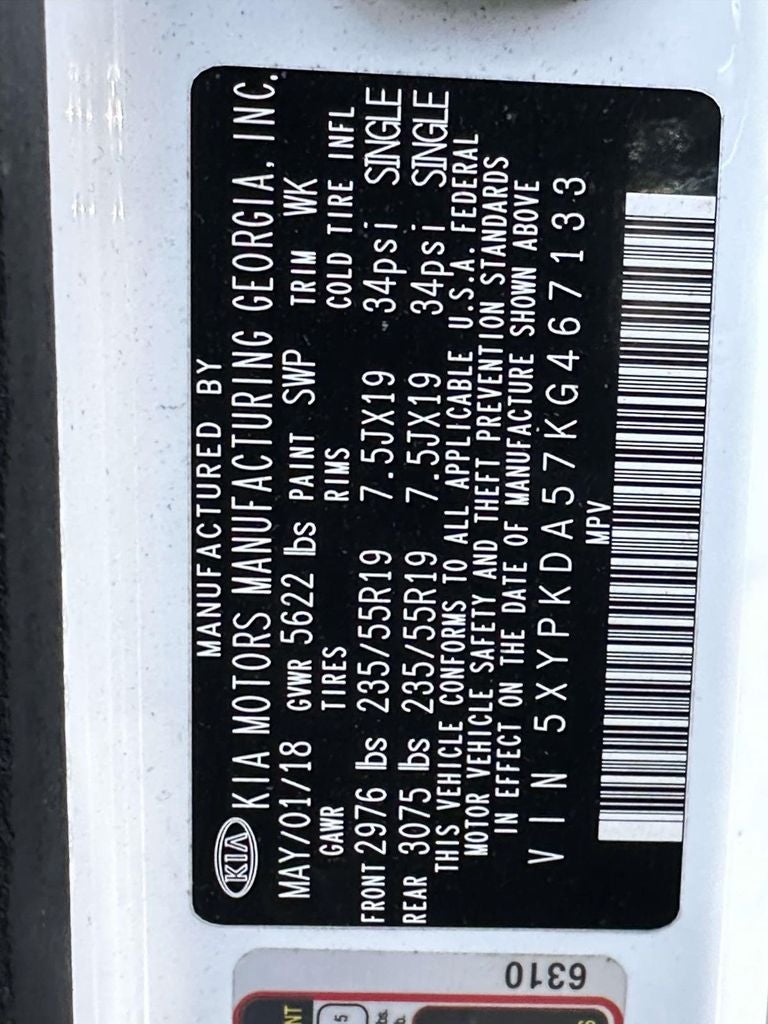 MANUFACTURED BY
KIA KIA MOTORS MANUFACTURING GEORGIA, INC.
MAY/01/18 GVWR 5622 lbs PAINT SWP TRIM WK
GAWR TIRES RIMS COLD TIRE INFL
FRONT 2976 lbs 235/55R19 7.5JX19 34psi SINGLE
REAR 3075 lbs 235/55R19 7.5JX19 34psi SINGLE
THIS VEHICLE CONFORMS TO ALL APPLICABLE U.S.A. FEDERAL
MOTOR VEHICLE SAFETY AND THEFT PREVENTION STANDARDS
IN EFFECT ON THE DATE OF MANUFACTURE SHOWN ABOVE
VIN 5XYPKDA57KG467133
MPV
6310